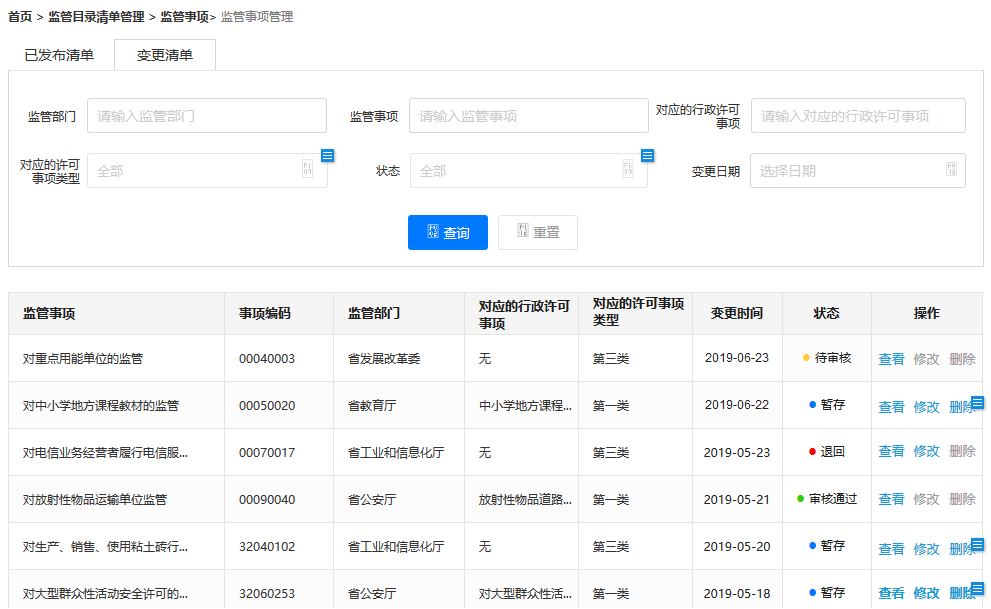 首页 > 监管目录清单管理 > 监管事项> 监管事项管理
已发布清单 变更清单
监管部门 请输入监管部门 监管事项 请输入监管事项 对应的行政许可
事项 请输入对应的行政许可事项
对应的许可
事项类型 全部 状态 全部 变更日期 选择日期
查询 重置
监管事项 事项编码 监管部门 对应的行政许可
事项 对应的许可事项
类型 变更时间 状态 操作
对重点用能单位的监管 00040003 省发展改革委 无 第三类 2019-06-23 待审核 查看 修改 删除
对中小学地方课程教材的监管 00050020 省教育厅 中小学地方课程... 第一类 2019-06-22 暂存 查看 修改 删除
对电信业务经营者履行电信服... 00070017 省工业和信息化厅 无 第三类 2019-05-23 退回 查看 修改 删除
对放射性物品运输单位监管 00090040 省公安厅 放射性物品道路... 第一类 2019-05-21 审核通过 查看 修改 删除
对生产、销售、使用粘土砖行... 32040102 省工业和信息化厅 无 第三类 2019-05-20 暂存 查看 修改 删除
对大型群众性活动安全许可的... 32060253 省公安厅 对大型群众性活... 第一类 2019-05-18 暂存 查看 修改 删除